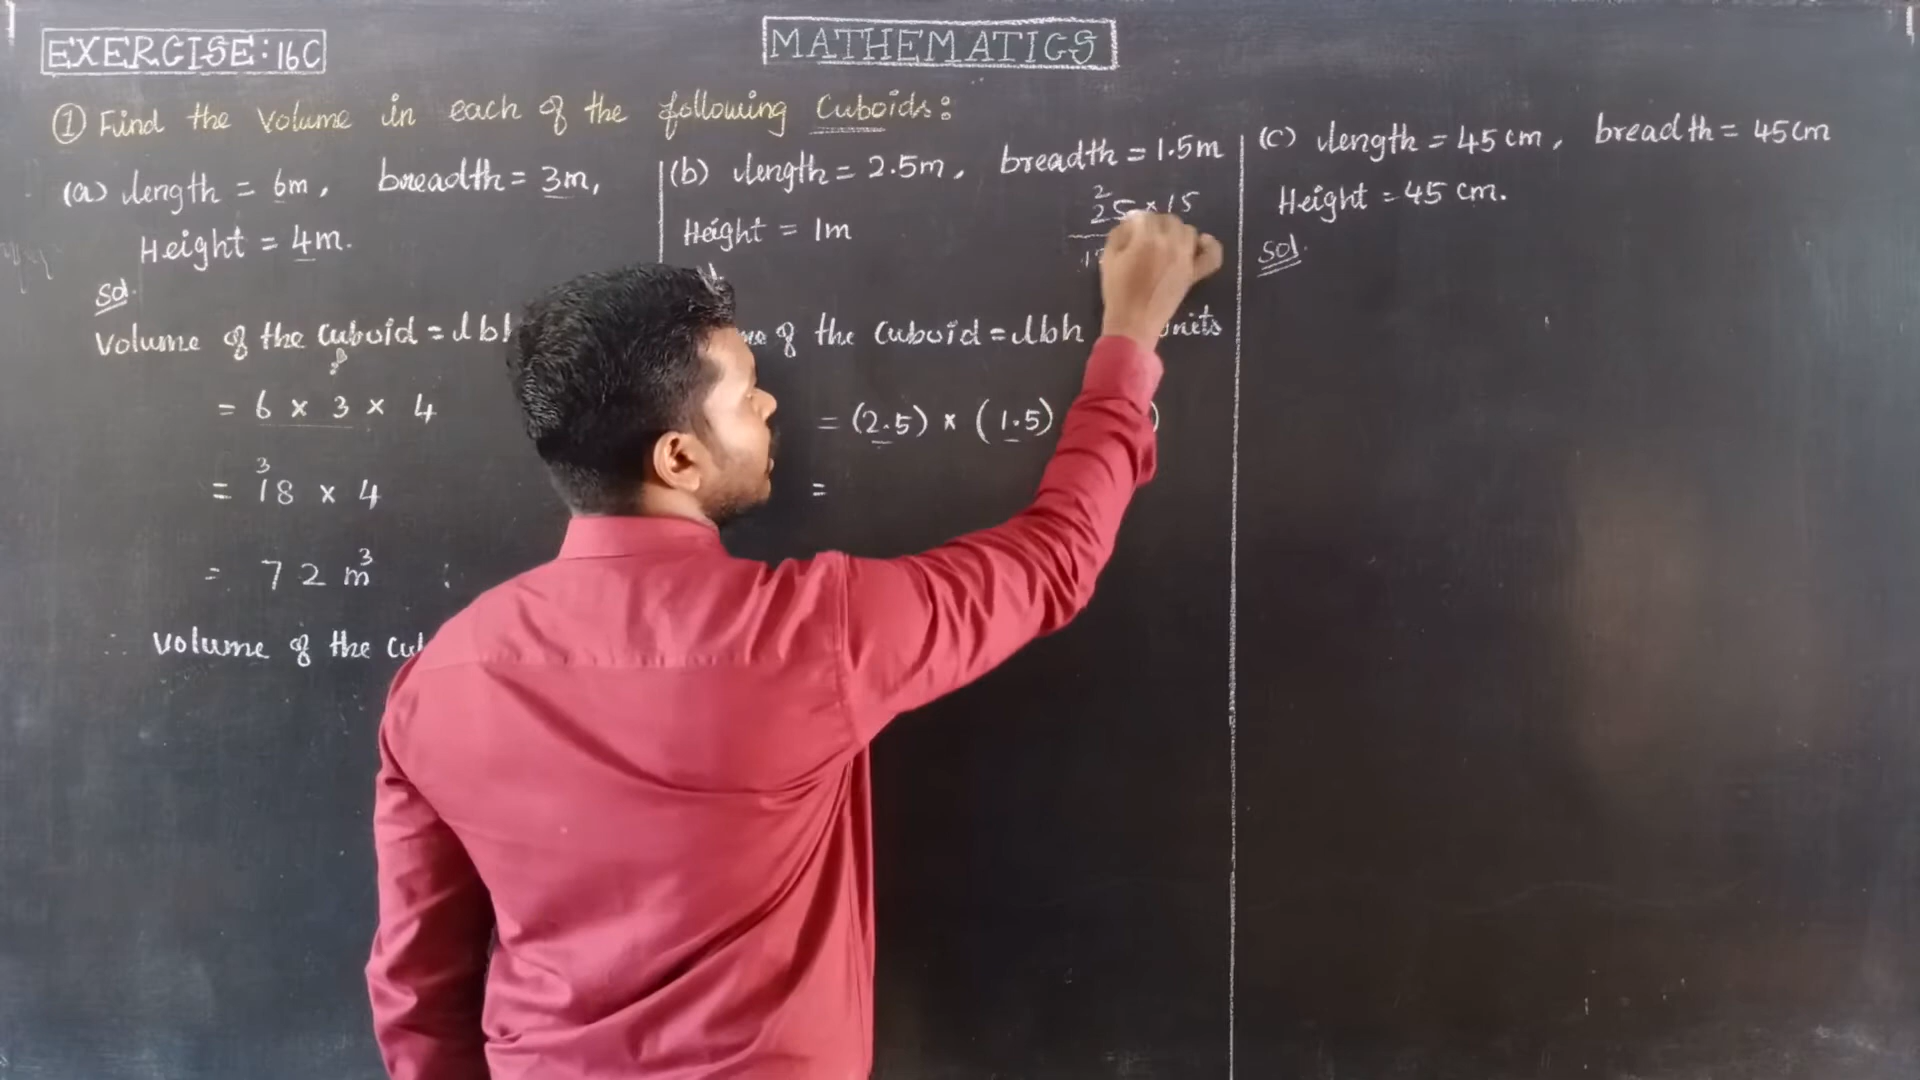 EXERCISE: 16C
MATHEMATICS
① Find the Volume in each of the following Cuboids:
(a) length = 6m, breadth = 3m,
Height = 4m.
Sol.
Volume of the Cuboid = lbh
= 6 × 3 × 4
3
= 18 × 4
= 72 m³
∴ Volume of the
(b) length = 2.5m, breadth = 1.5m
Height = 1m
2
25 × 15
of the Cuboid = lbh
= (2.5) × (1.5)
=
(c) length = 45 cm, breadth = 45cm
Height = 45 cm.
Sol.